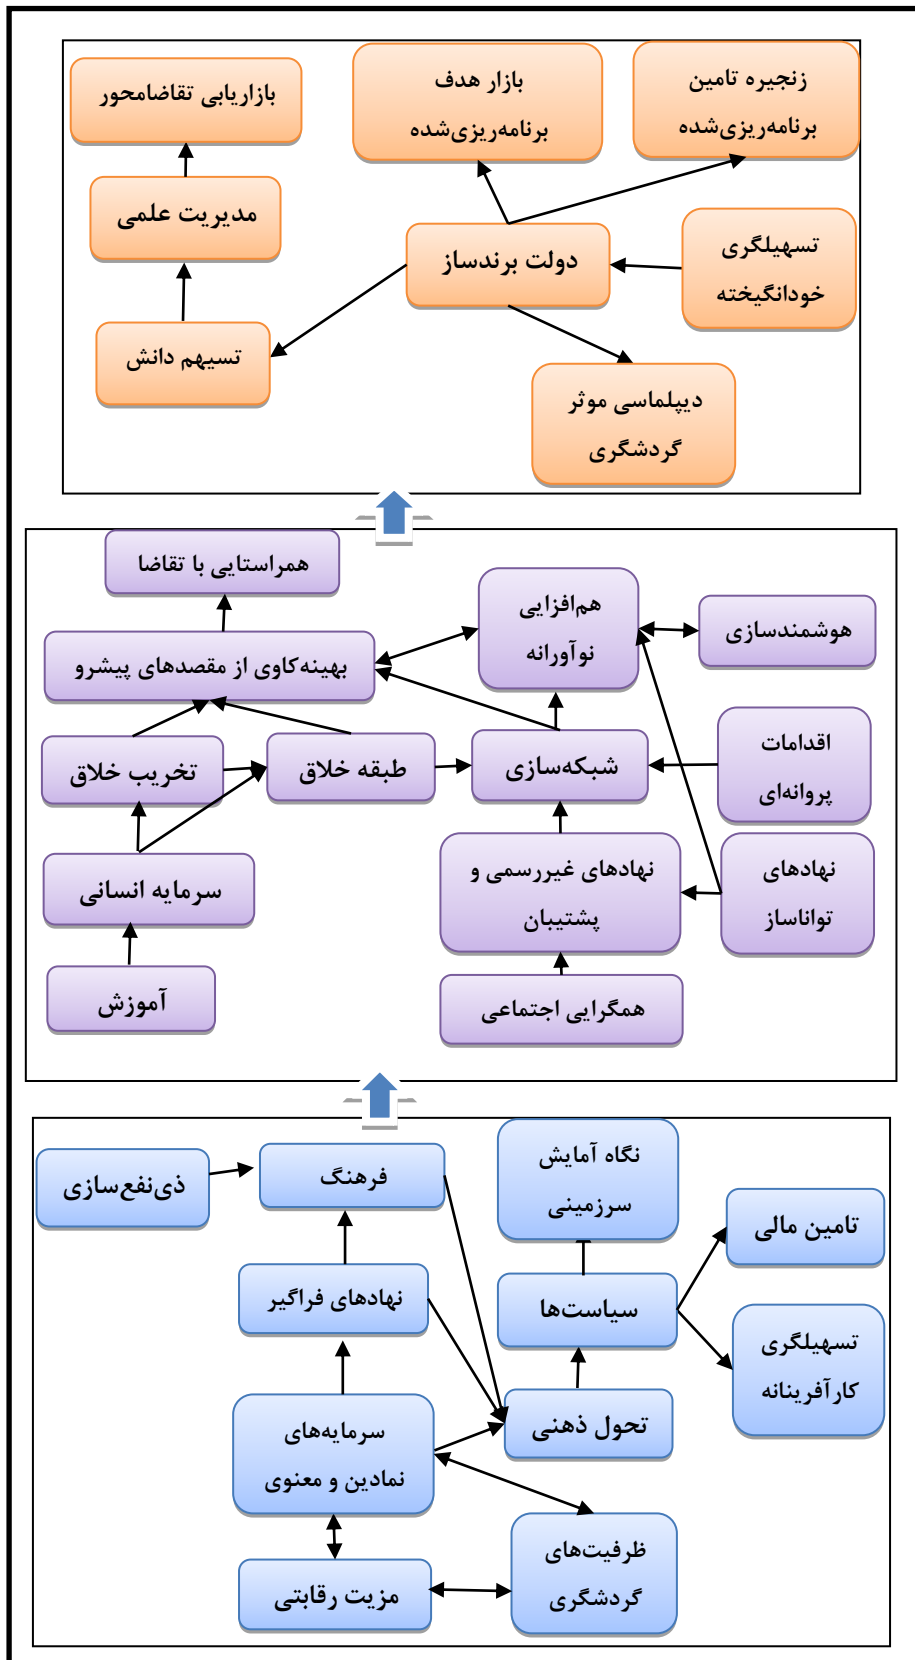 زنجیره تامین
برنامه‌ریزی‌شده
بازار هدف
برنامه‌ریزی‌شده
بازاریابی تقاضامحور
مدیریت علمی
تسهیلگری
خودانگیخته
دولت برندساز
تسیهم دانش
دیپلماسی موثر
گردشگری
همراستایی با تقاضا
هم‌افزایی
نوآورانه
هوشمندسازی
بهینه‌کاوی از مقصدهای پیشرو
اقدامات
پروانه‌ای
شبکه‌سازی
طبقه خلاق
تخریب خلاق
نهادهای
تواناساز
نهادهای غیررسمی و
پشتیبان
سرمایه انسانی
همگرایی اجتماعی
آموزش
نگاه آمایش
سرزمینی
فرهنگ
ذی‌نفع‌سازی
تامین مالی
سیاست‌ها
نهادهای فراگیر
تسهیلگری
کارآفرینانه
تحول ذهنی
سرمایه‌های
نمادین و معنوی
ظرفیت‌های
گردشگری
مزیت رقابتی